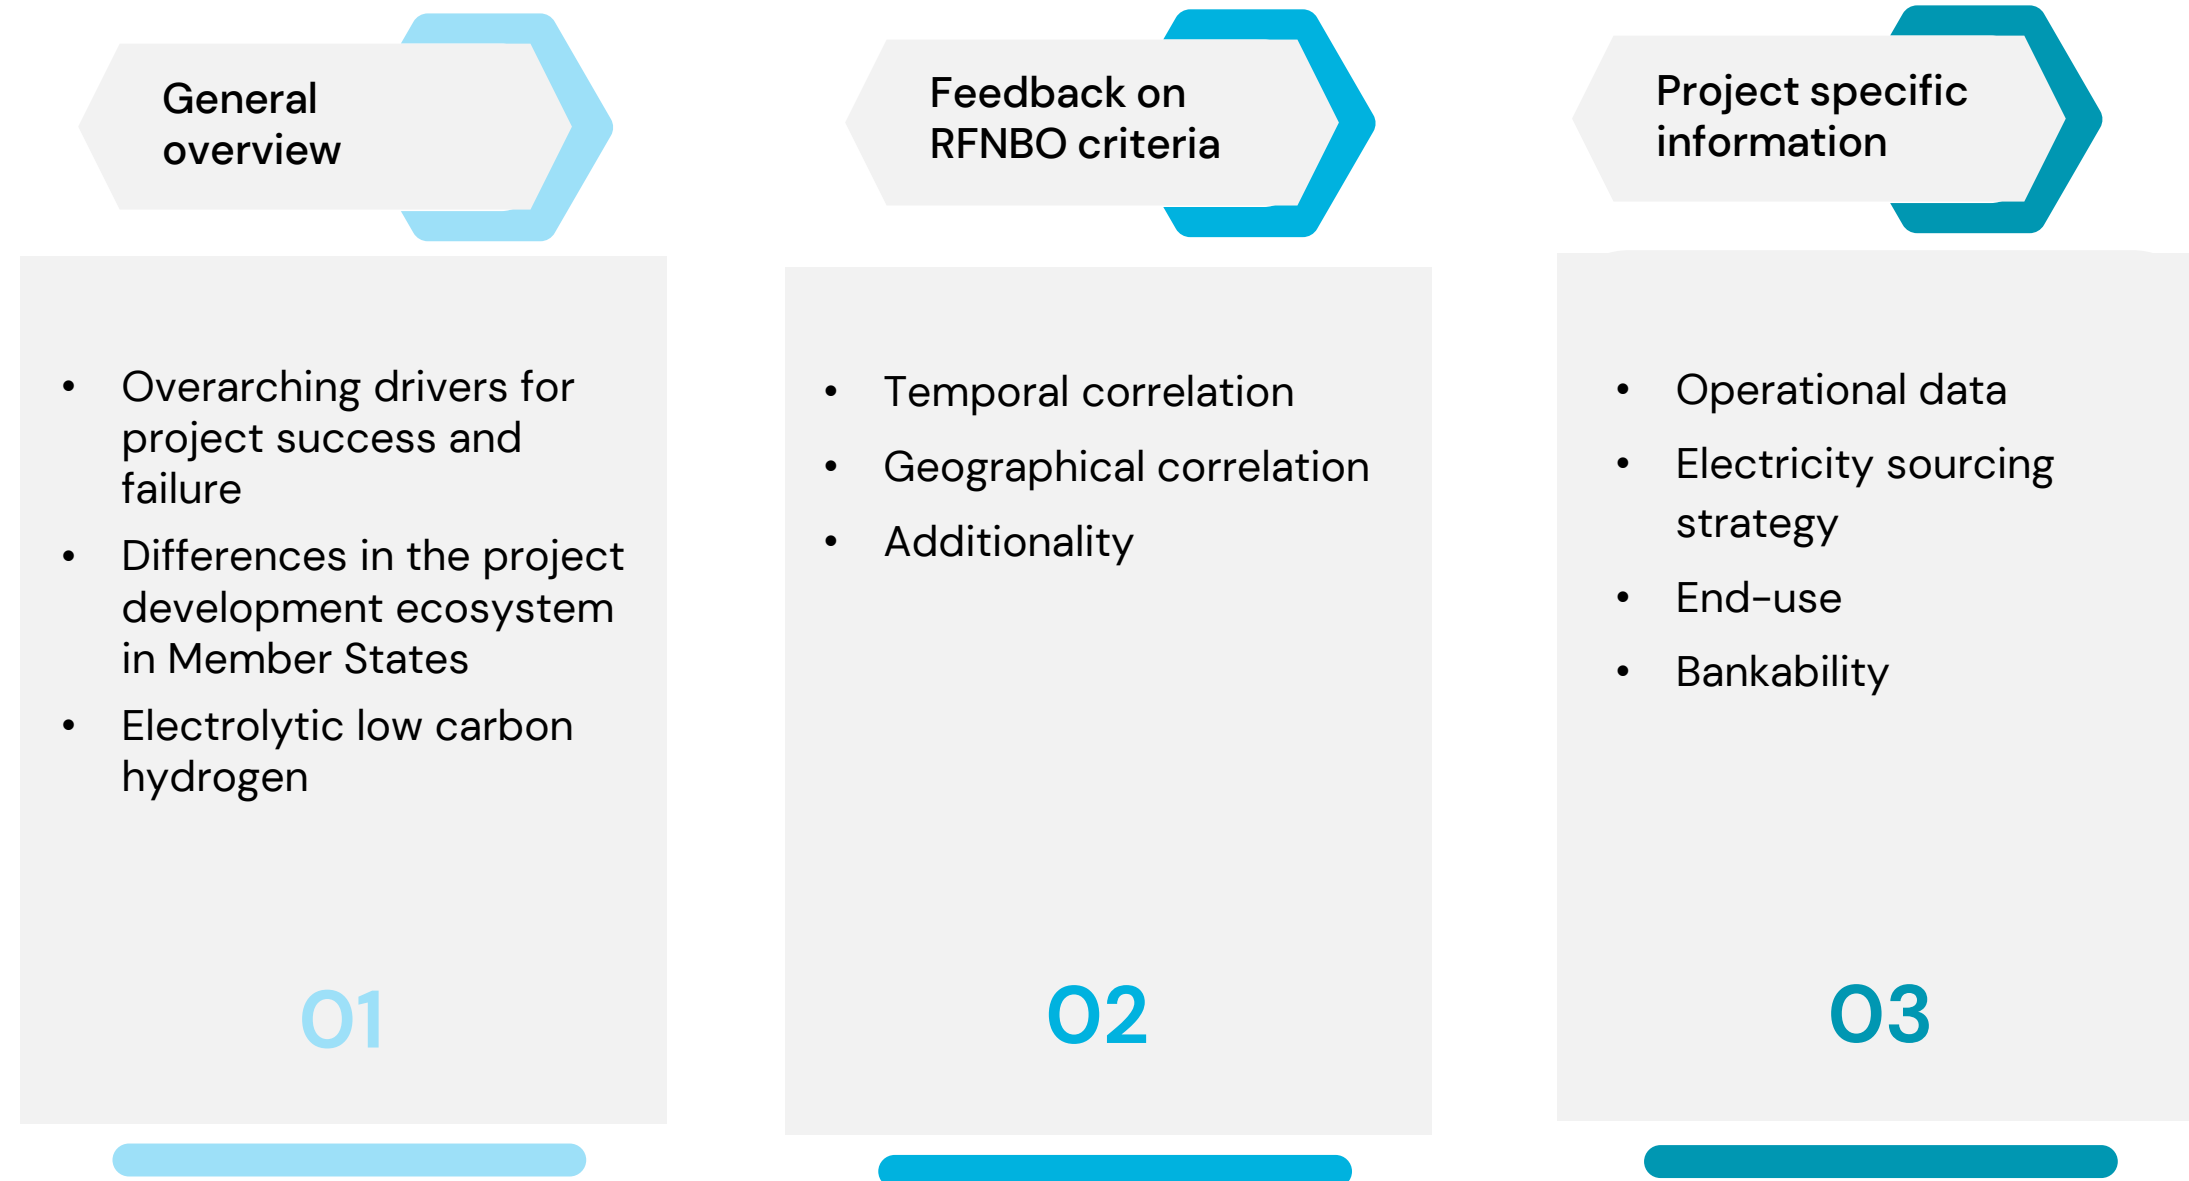 General
overview
• Overarching drivers for
project success and
failure
• Differences in the project
development ecosystem
in Member States
• Electrolytic low carbon
hydrogen
01
Feedback on
RFNBO criteria
• Temporal correlation
• Geographical correlation
• Additionality
02
Project specific
information
• Operational data
• Electricity sourcing
strategy
• End-use
• Bankability
03